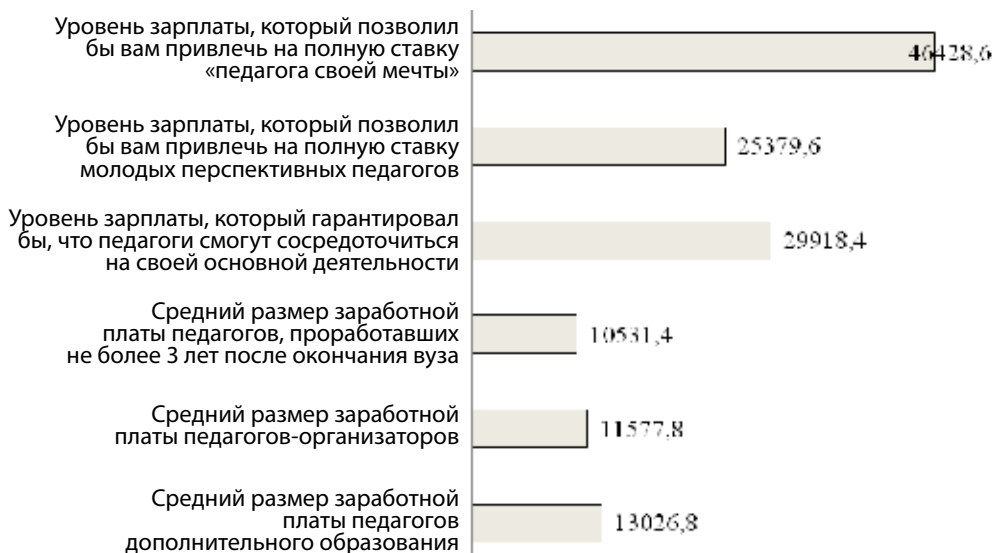 Уровень зарплаты, который позволил
бы вам привлечь на полную ставку
«педагога своей мечты»
46428,6
Уровень зарплаты, который позволил
бы вам привлечь на полную ставку
молодых перспективных педагогов
25379,6
Уровень зарплаты, который гарантировал
бы, что педагоги смогут сосредоточиться
на своей основной деятельности
29918,4
Средний размер заработной
платы педагогов, проработавших
не более 3 лет после окончания вуза
10531,4
Средний размер заработной
платы педагогов-организаторов
11577,8
Средний размер заработной
платы педагогов
дополнительного образования
13026,8